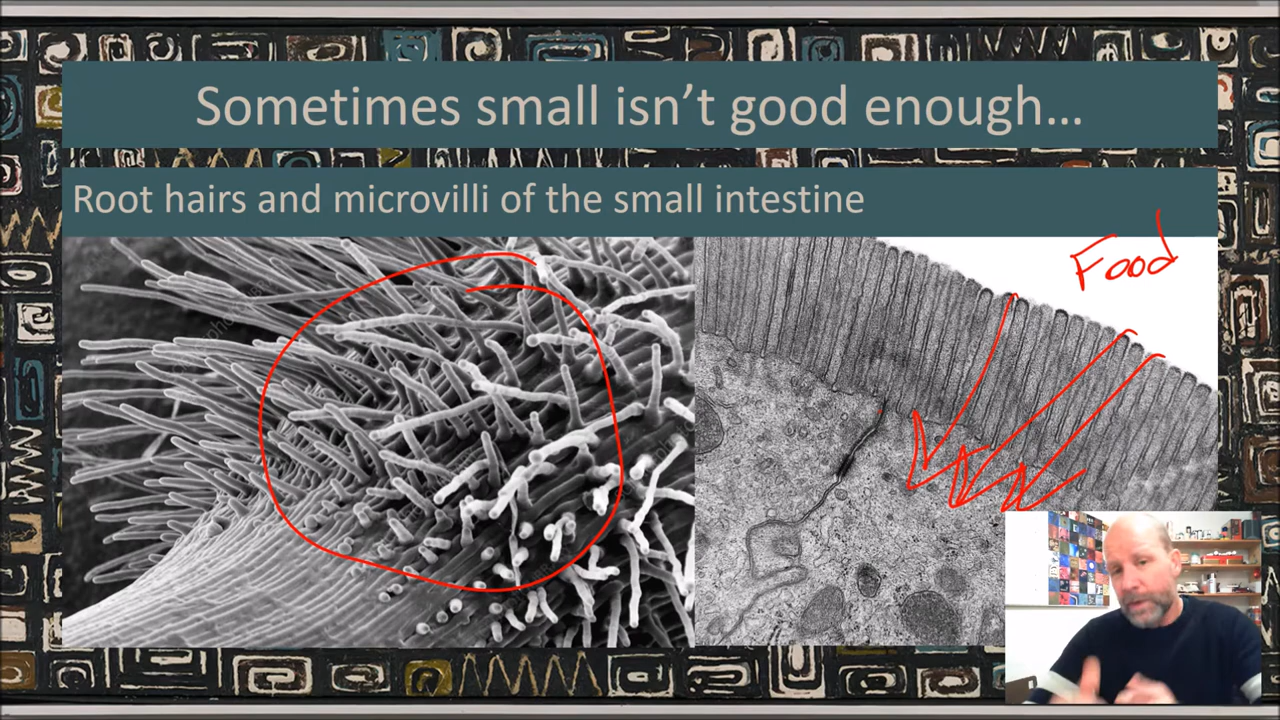 Sometimes small isn't good enough…
Root hairs and microvilli of the small intestine
Food